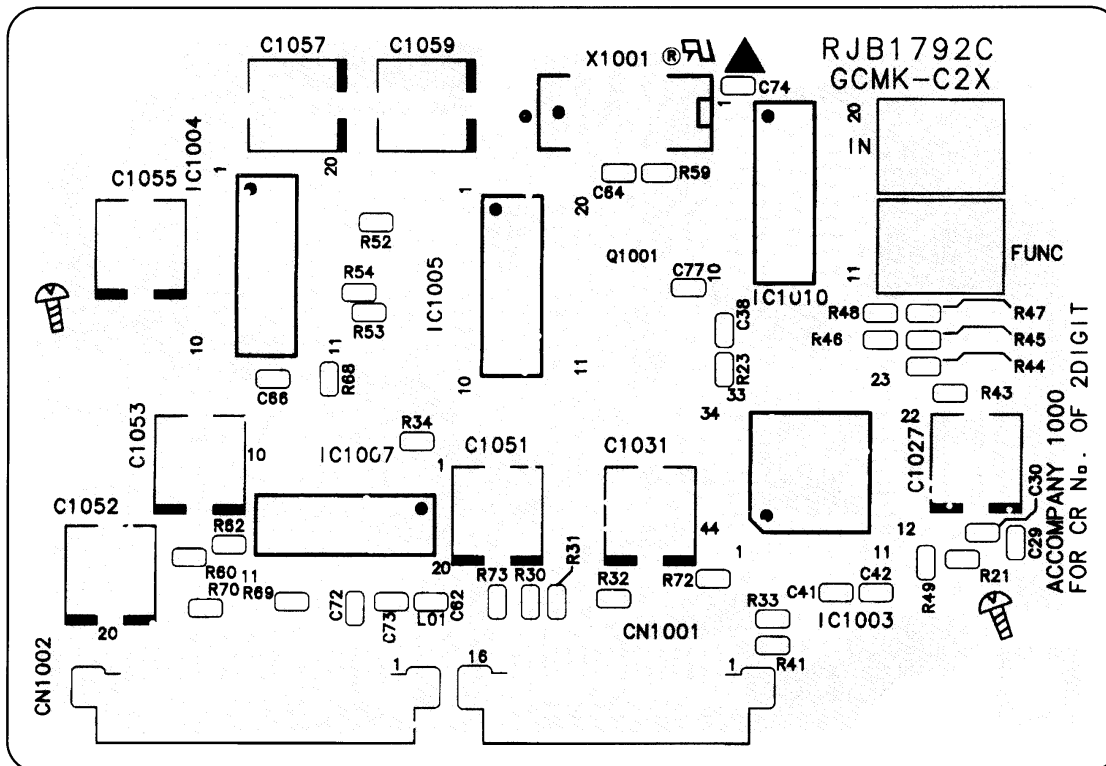 C1057
C1059
X1001
®
RJB1792C
GCMK-C2X
C74
1
20
IN
IC1004
1
20
C1055
1
20
C64
R59
R52
IC1005
Q1001
C77
10
11
FUNC
R54
R53
IC1010
C38
R48
R47
R46
R45
R44
10
11
R68
C66
10
11
R23
33
34
23
R43
22
C1053
10
R34
IC1007
1
C1051
C1031
C1027
C30
C1052
R62
44
1
12
11
C29
ACCOMPANY 1000
FOR CR No. OF 2DIGIT
R60
11
R70
R69
20
R73
R30
R31
R32
R72
C41
C42
R49
R21
C72
C73
L01
C62
R33
IC1003
CN1001
R41
CN1002
20
1
16
1